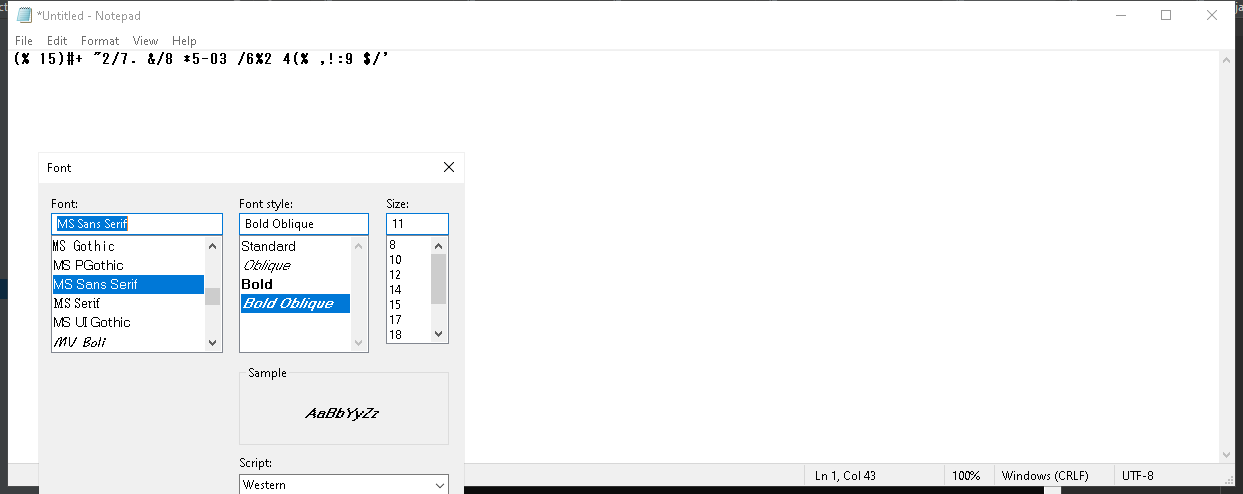 *Untitled - Notepad
File Edit Format View Help
(% 15)#+ "2/7. &/8 *5-03 /6%2 4(% ,!:9 $/'
Font
Font: Font style: Size:
MS Sans Serif Bold Oblique 11
MS Gothic Standard 8
MS PGothic Oblique 10
MS Sans Serif Bold 12
MS Serif Bold Oblique 14
MS UI Gothic 15
MV Boli 17
18
Sample
AaBbYyZz
Script:
Western
Ln 1, Col 43 100% Windows (CRLF) UTF-8